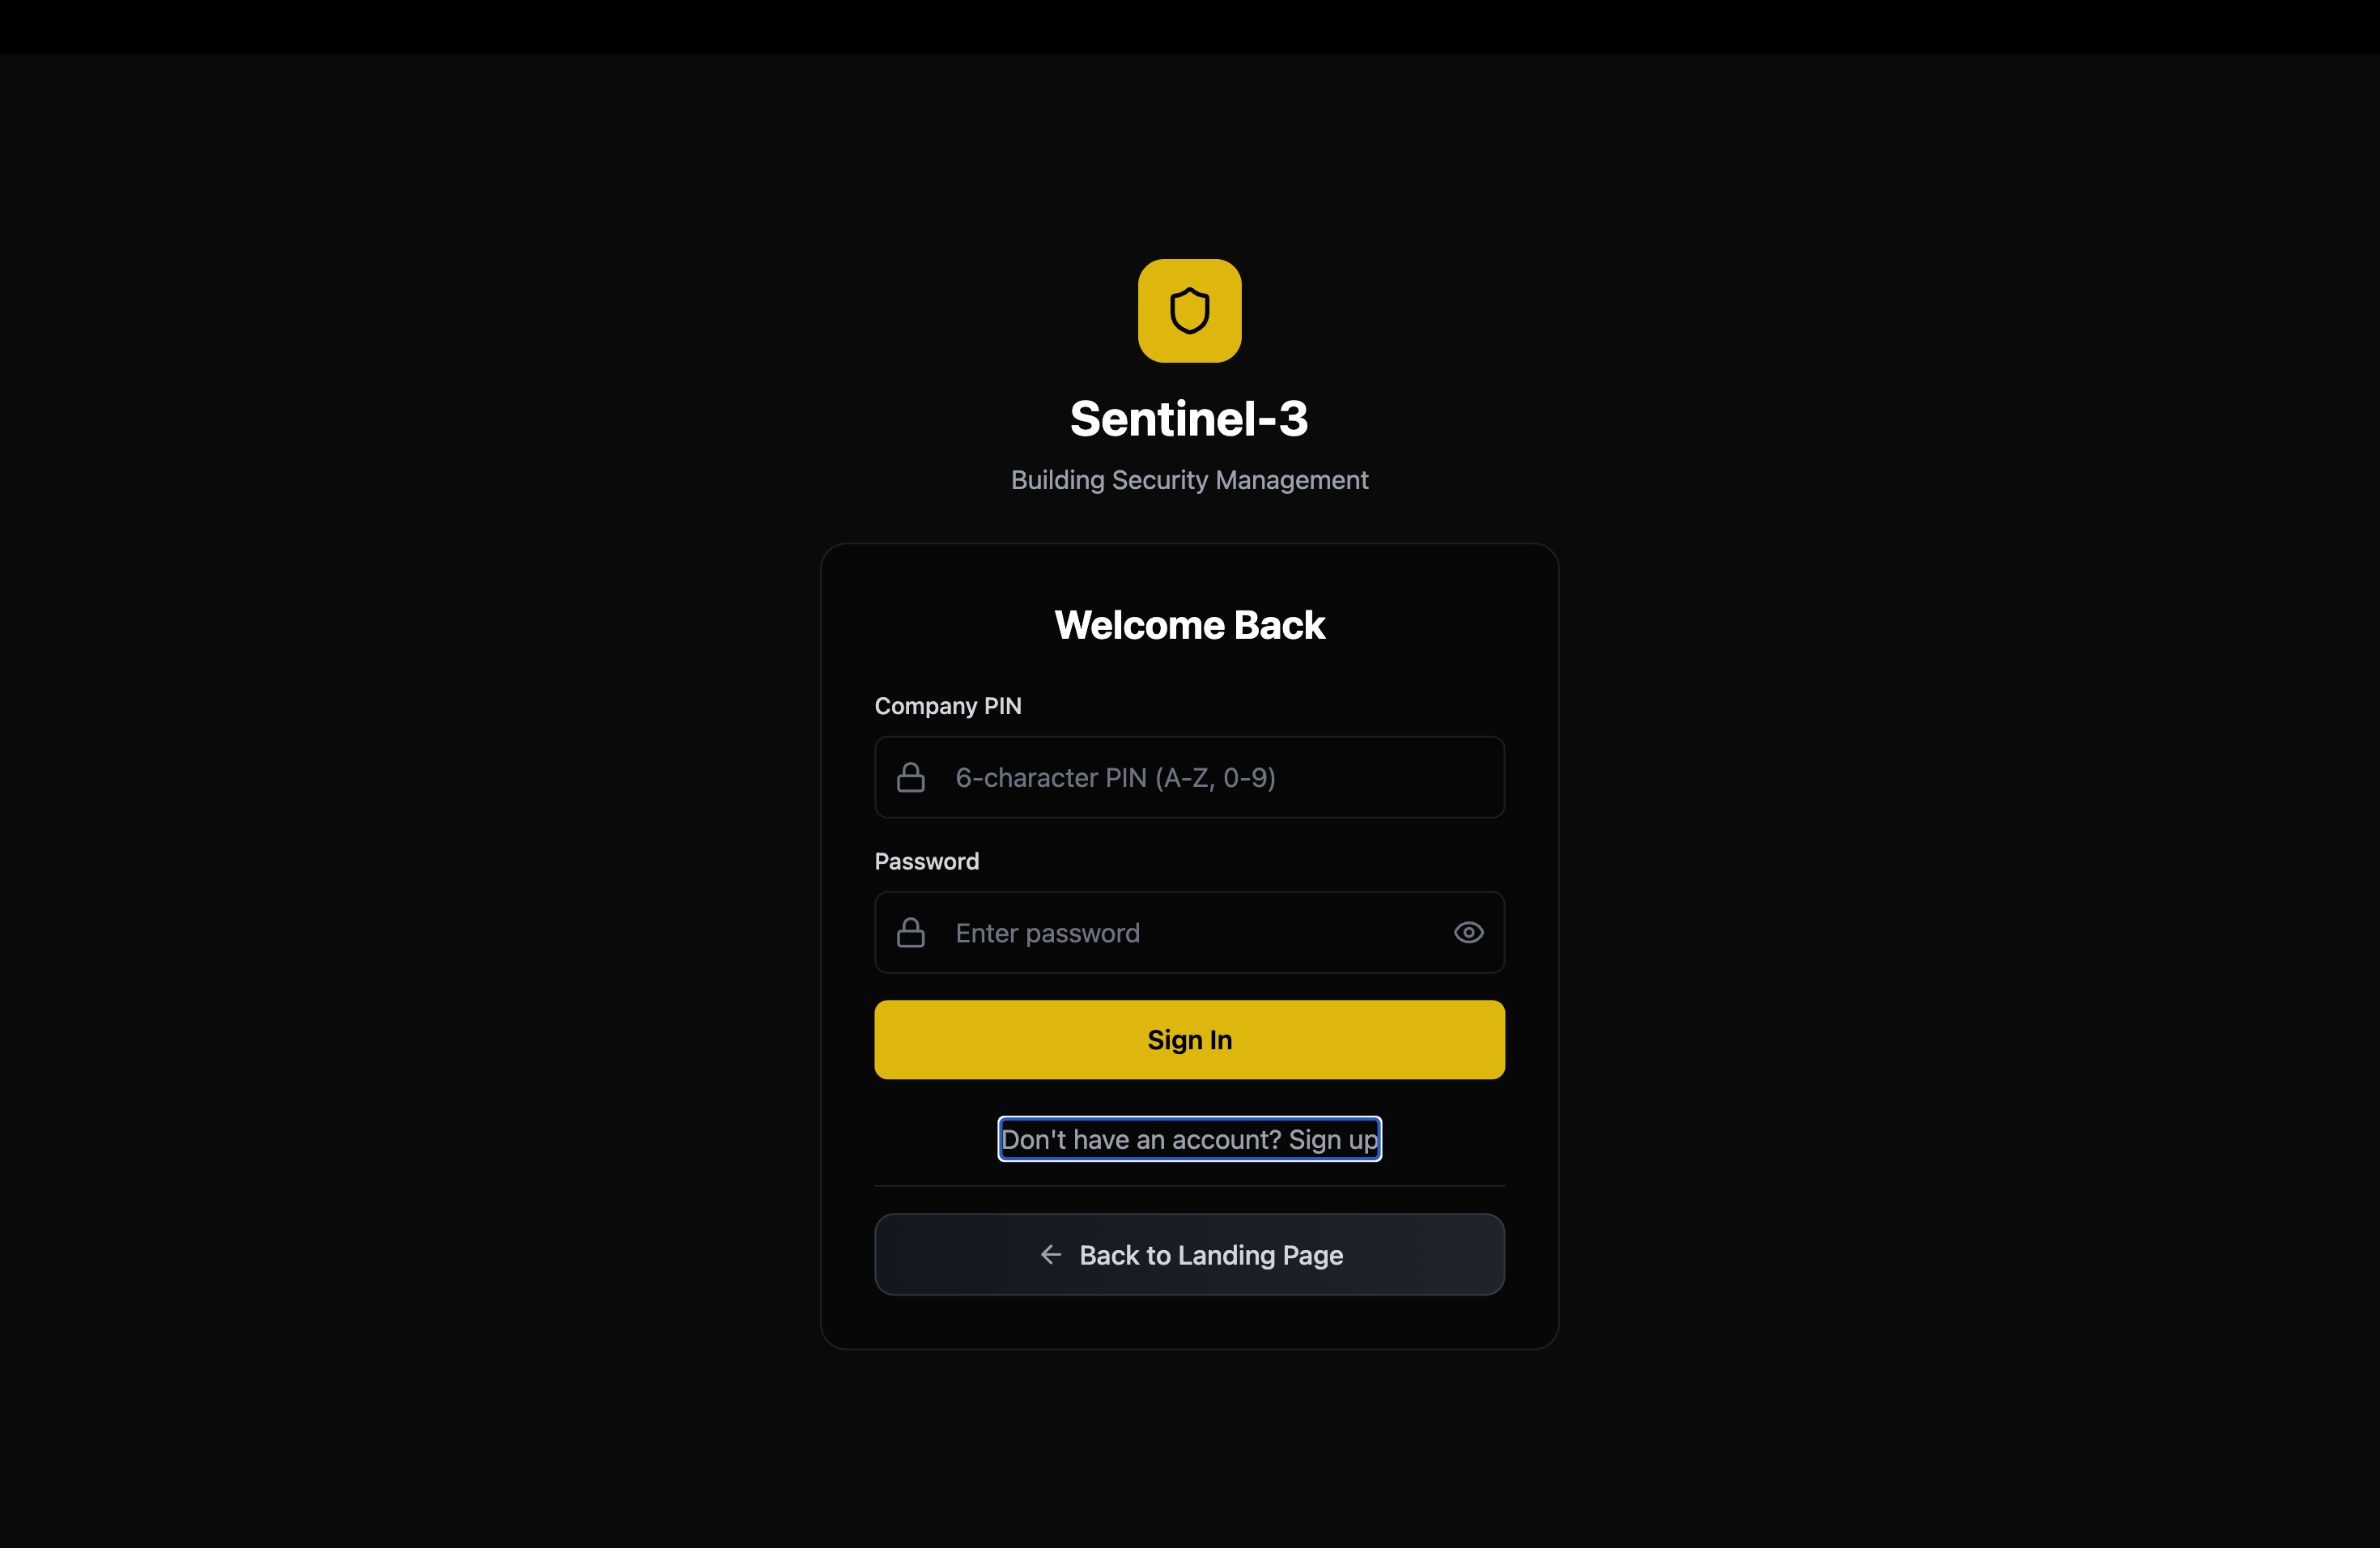 Sentinel-3
Building Security Management
Welcome Back
Company PIN
6-character PIN (A-Z, 0-9)
Password
Enter password
Sign In
Don't have an account? Sign up
Back to Landing Page